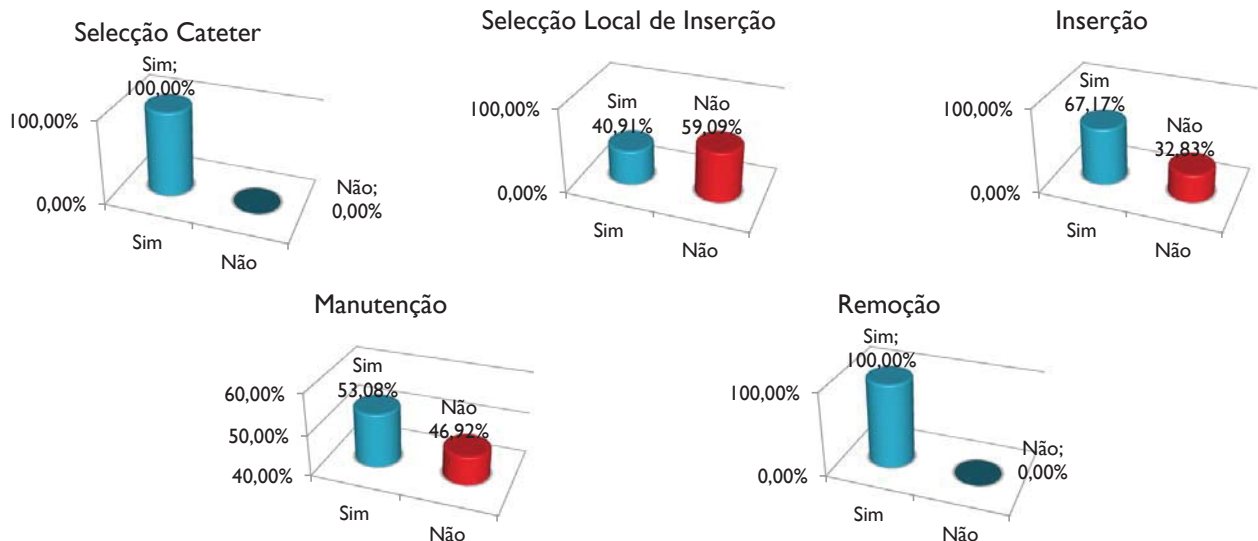 Selecção Cateter
Sim;
100,00%
100,00%
0,00%
Não;
0,00%
Sim
Não
Selecção Local de Inserção
100,00%
0,00%
Sim
40,91%
Não
59,09%
Sim
Não
Inserção
100,00%
0,00%
Sim
67,17%
Não
32,83%
Sim
Não
Manutenção
60,00%
50,00%
40,00%
Sim
53,08%
Não
46,92%
Sim
Não
Remoção
Sim;
100,00%
100,00%
0,00%
Não;
0,00%
Sim
Não